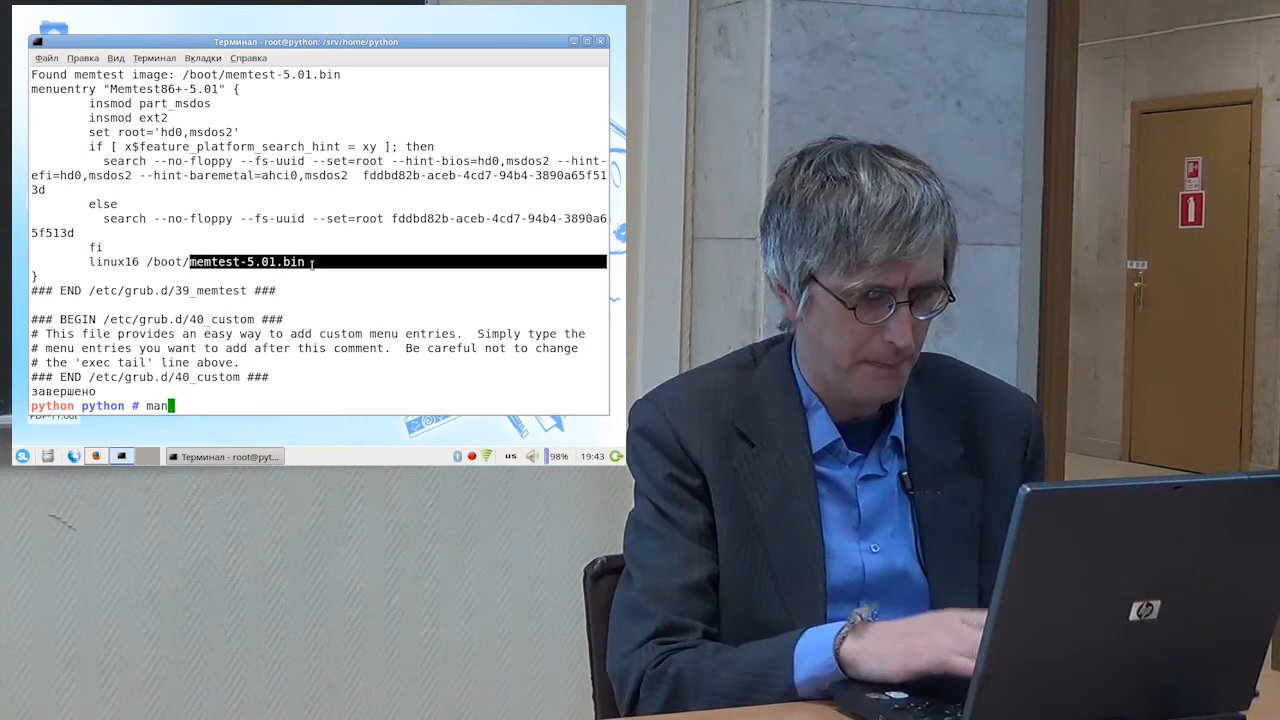 Терминал - root@python: /srv/home/python
Файл Правка Вид Терминал Вкладки Справка
Found memtest image: /boot/memtest-5.01.bin
menuentry "Memtest86+-5.01" {
insmod part_msdos
insmod ext2
set root='hd0,msdos2'
if [ x$feature_platform_search_hint = xy ]; then
search --no-floppy --fs-uuid --set=root --hint-bios=hd0,msdos2 --hint-
efi=hd0,msdos2 --hint-baremetal=ahci0,msdos2  fddbd82b-aceb-4cd7-94b4-3890a65f51
3d
else
search --no-floppy --fs-uuid --set=root fddbd82b-aceb-4cd7-94b4-3890a6
5f513d
fi
linux16 /boot/memtest-5.01.bin
}
### END /etc/grub.d/39_memtest ###
### BEGIN /etc/grub.d/40_custom ###
# This file provides an easy way to add custom menu entries.  Simply type the
# menu entries you want to add after this comment.  Be careful not to change
# the 'exec tail' line above.
### END /etc/grub.d/40_custom ###
завершено
python python # man
Терминал - root@pyt...
us
98%
19:43
hp